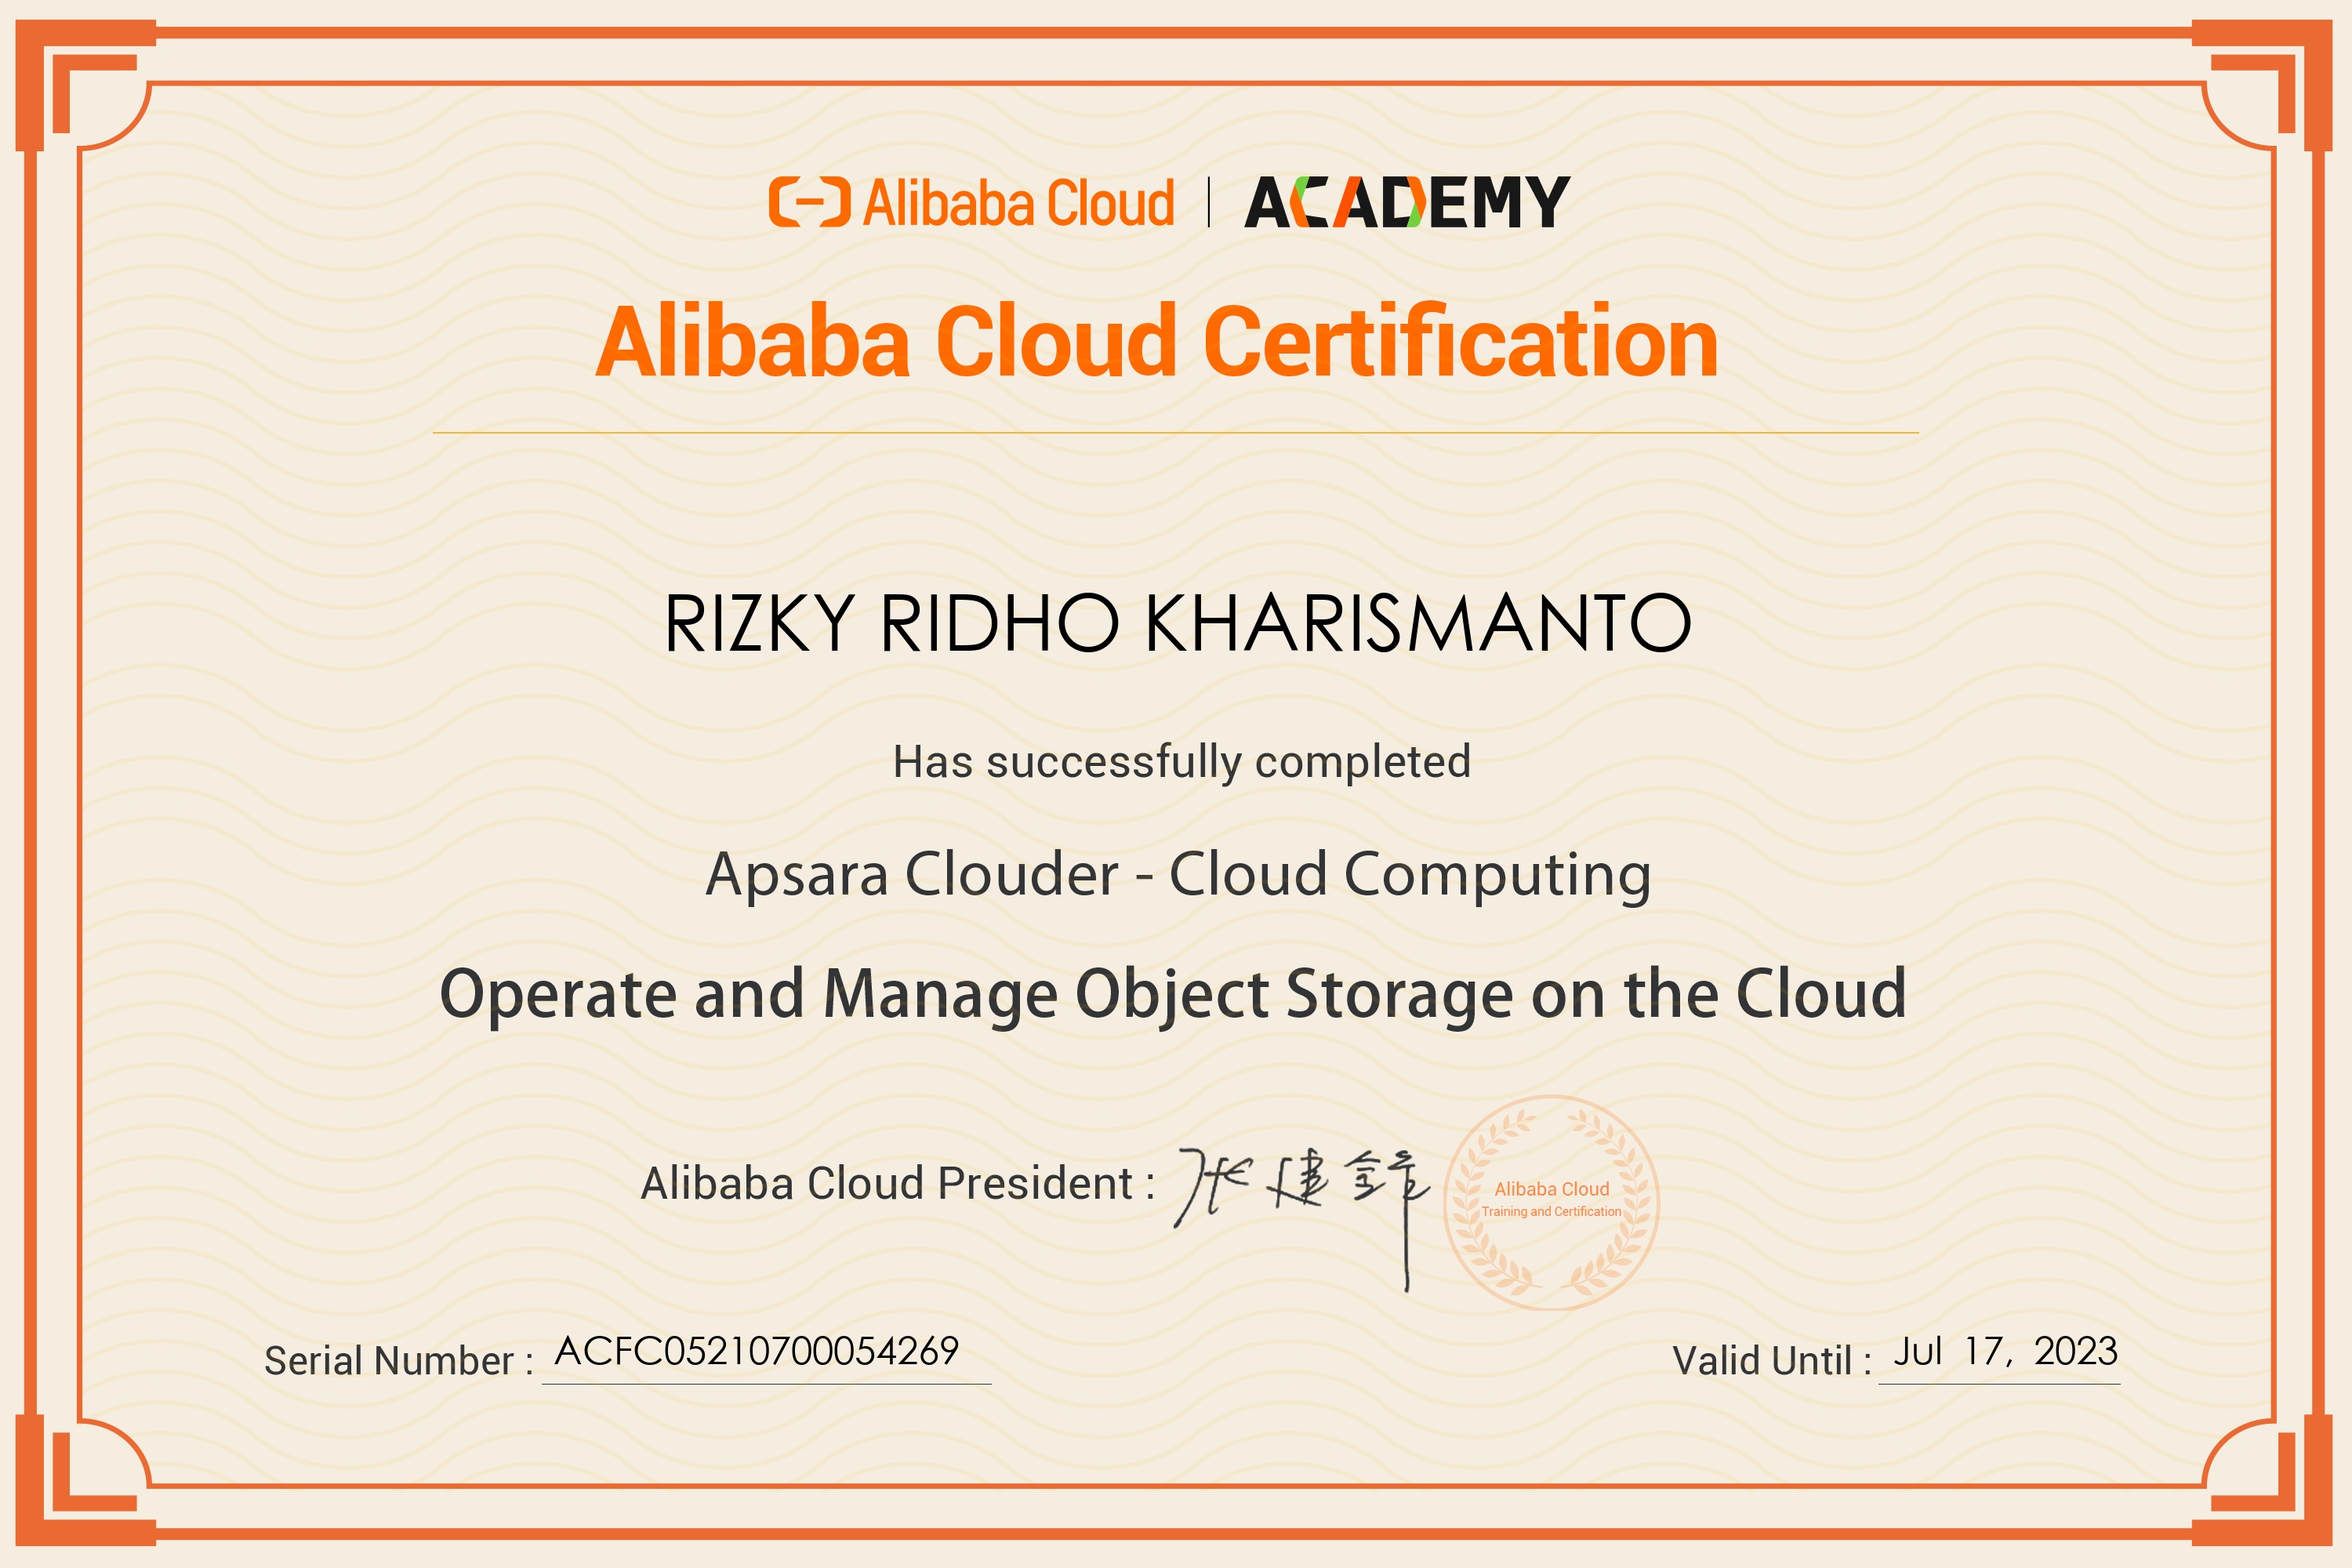 Alibaba Cloud | ACADEMY
Alibaba Cloud Certification
RIZKY RIDHO KHARISMANTO
Has successfully completed
Apsara Clouder - Cloud Computing
Operate and Manage Object Storage on the Cloud
Alibaba Cloud President : 张建锋
Alibaba Cloud
Training and Certification
Serial Number : ACFC05210700054269
Valid Until : Jul 17, 2023